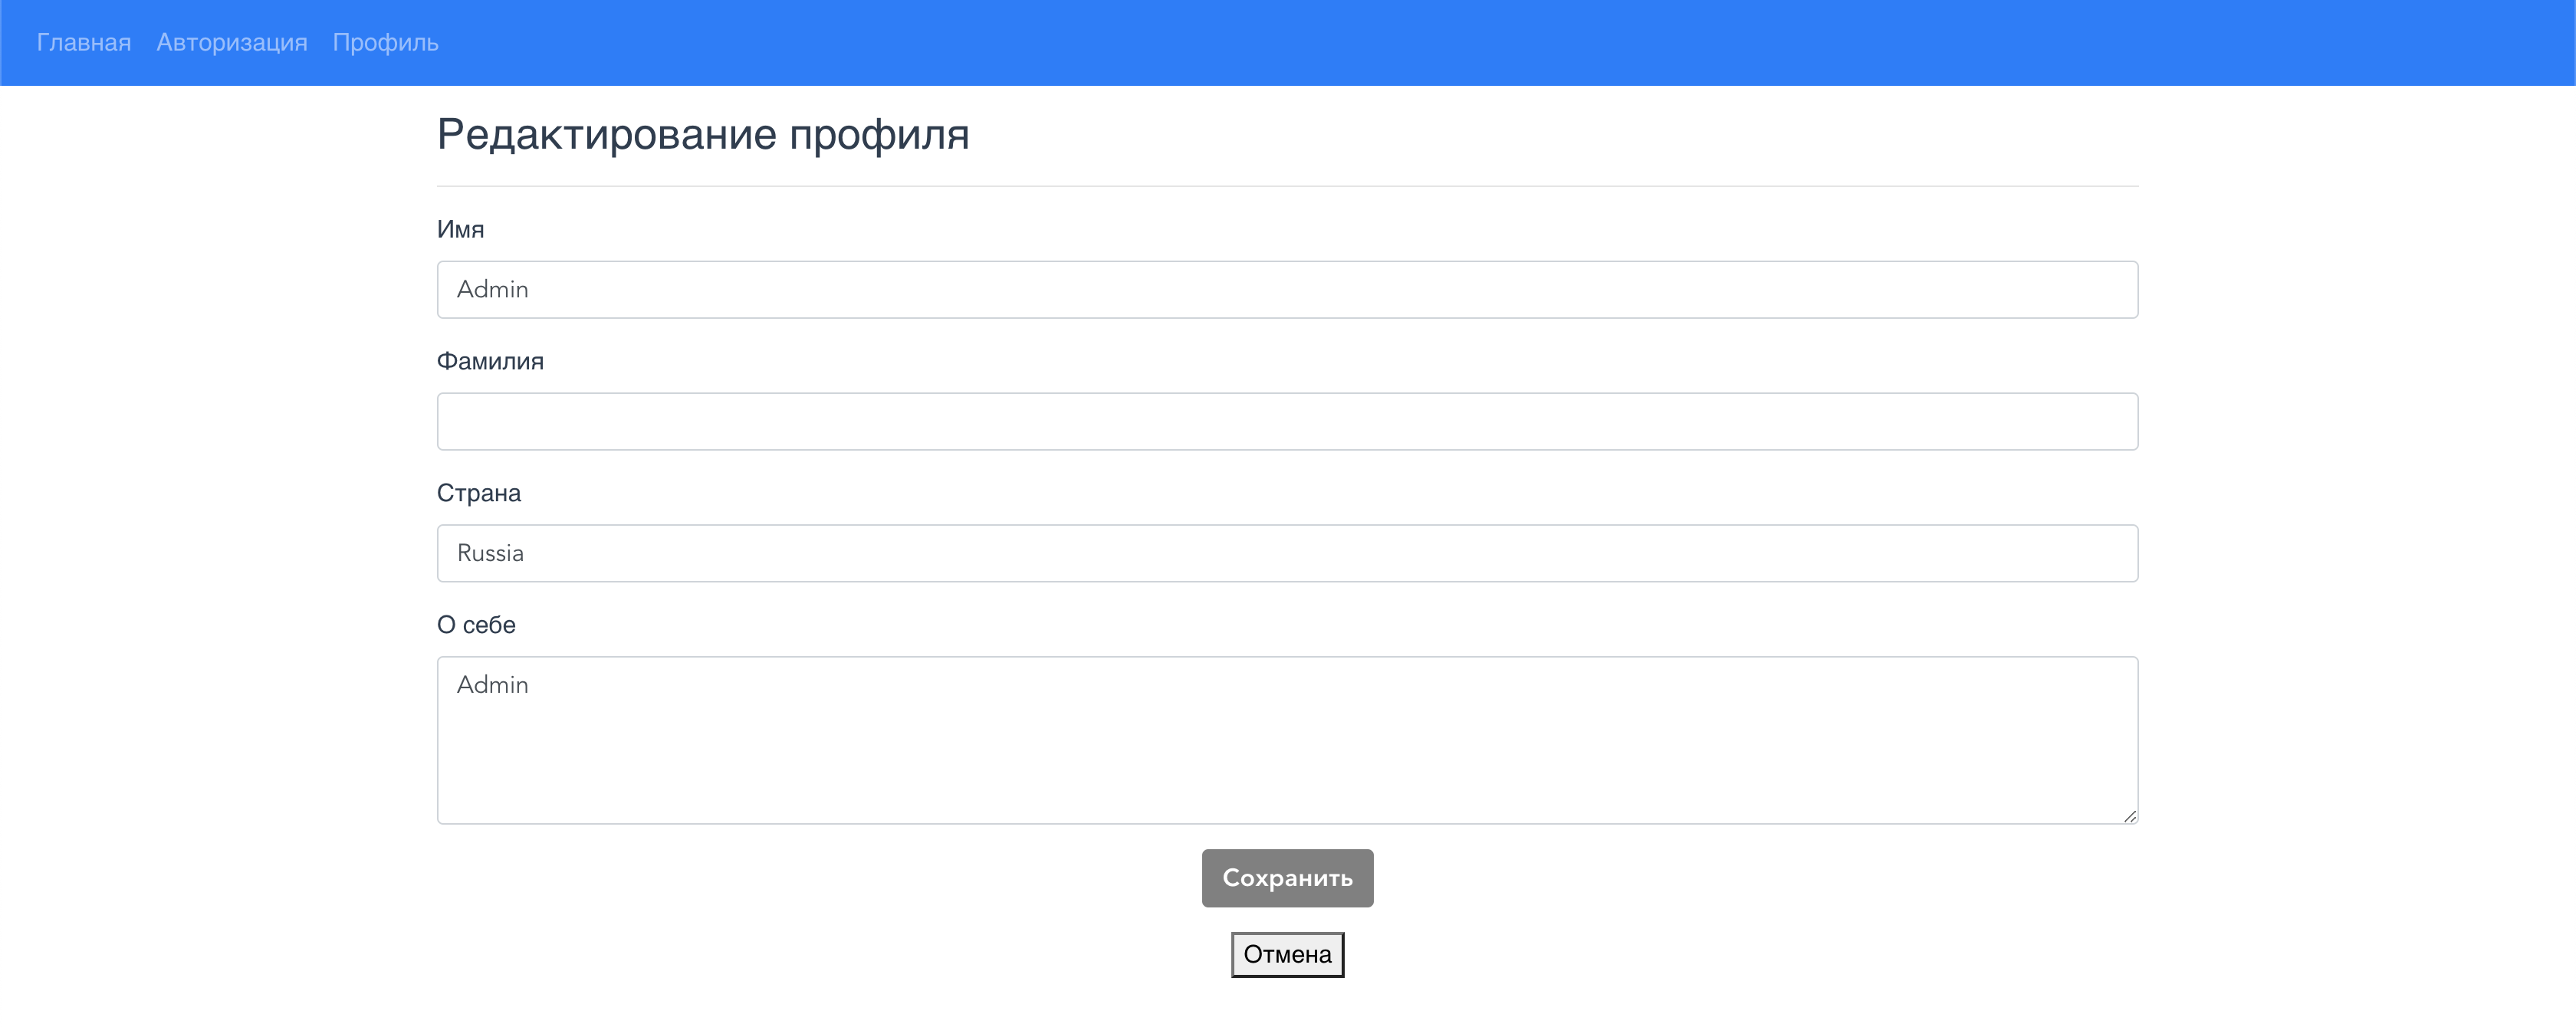 Главная Авторизация Профиль
Редактирование профиля
Имя
Admin
Фамилия
Страна
Russia
О себе
Admin
Сохранить
Отмена